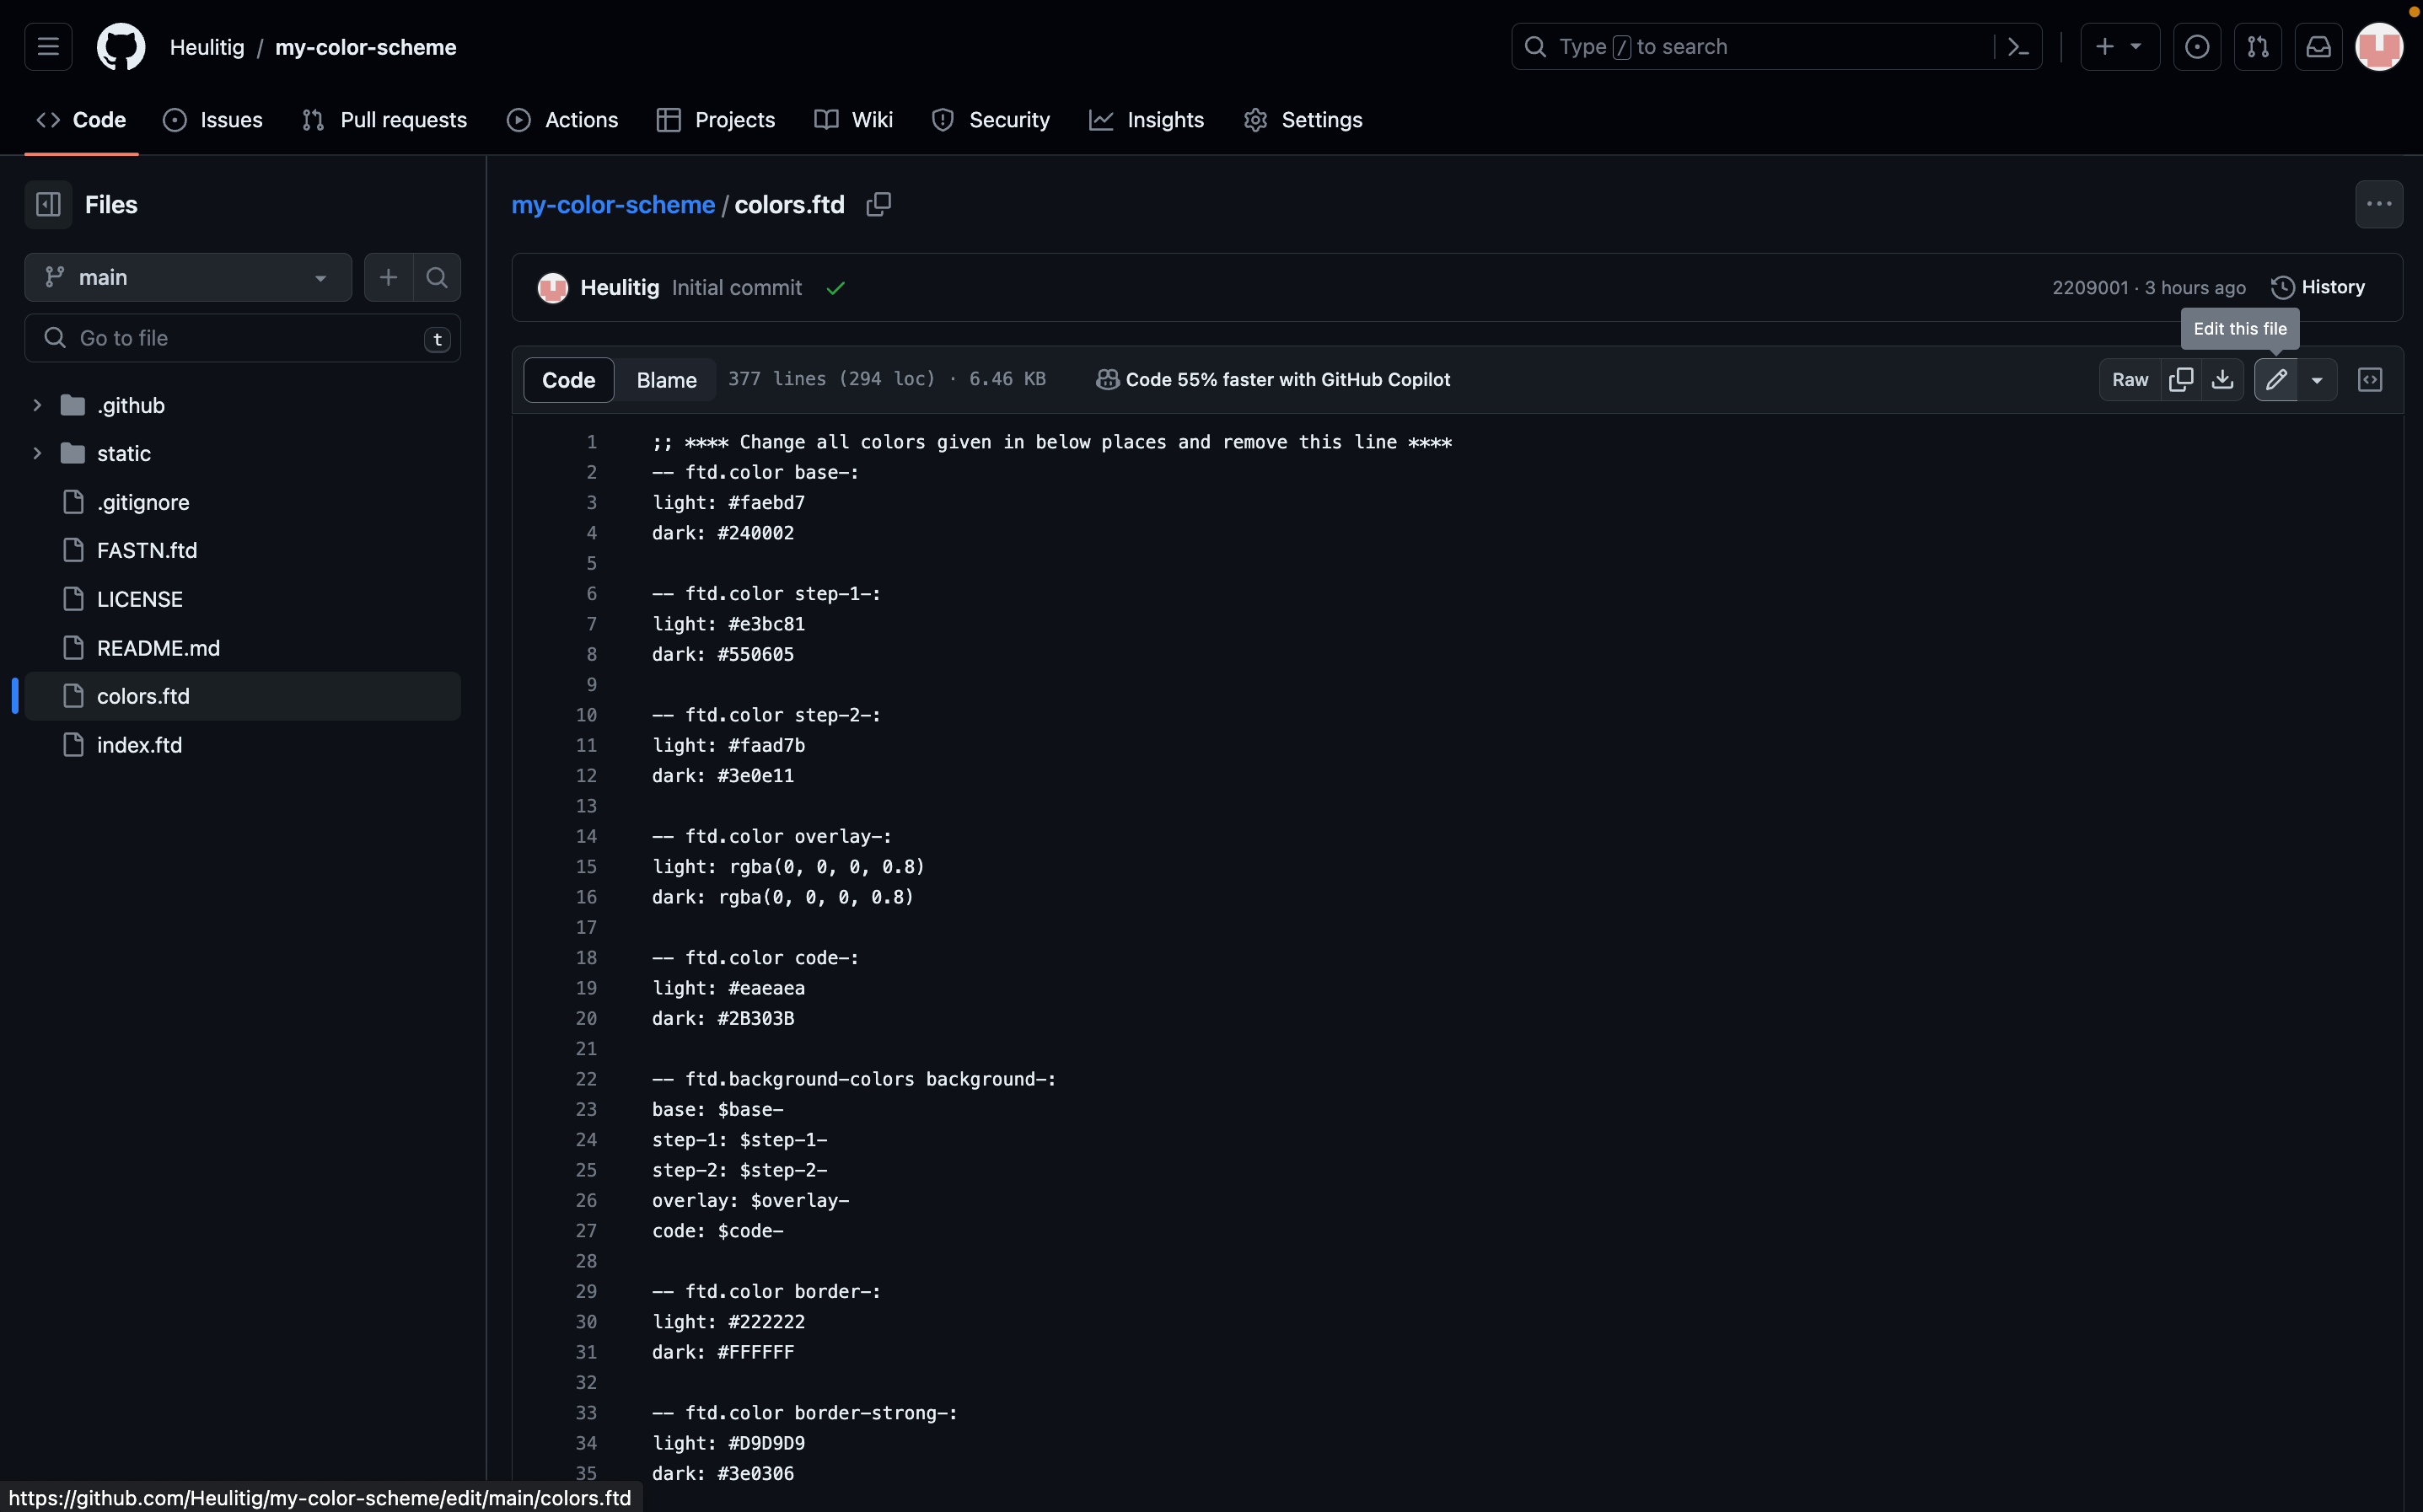 Heulitig / my-color-scheme
Type / to search
Code Issues Pull requests Actions Projects Wiki Security Insights Settings
Files
my-color-scheme / colors.ftd
main
Heulitig Initial commit
2209001 · 3 hours ago History
Go to file t
Edit this file
Code Blame 377 lines (294 loc) · 6.46 KB Code 55% faster with GitHub Copilot Raw
.github
static
.gitignore
FASTN.ftd
LICENSE
README.md
colors.ftd
index.ftd
1 ;; **** Change all colors given in below places and remove this line ****
2 -- ftd.color base-:
3 light: #faebd7
4 dark: #240002
5
6 -- ftd.color step-1-:
7 light: #e3bc81
8 dark: #550605
9
10 -- ftd.color step-2-:
11 light: #faad7b
12 dark: #3e0e11
13
14 -- ftd.color overlay-:
15 light: rgba(0, 0, 0, 0.8)
16 dark: rgba(0, 0, 0, 0.8)
17
18 -- ftd.color code-:
19 light: #eaeaea
20 dark: #2B303B
21
22 -- ftd.background-colors background-:
23 base: $base-
24 step-1: $step-1-
25 step-2: $step-2-
26 overlay: $overlay-
27 code: $code-
28
29 -- ftd.color border-:
30 light: #222222
31 dark: #FFFFFF
32
33 -- ftd.color border-strong-:
34 light: #D9D9D9
35 dark: #3e0306
https://github.com/Heulitig/my-color-scheme/edit/main/colors.ftd